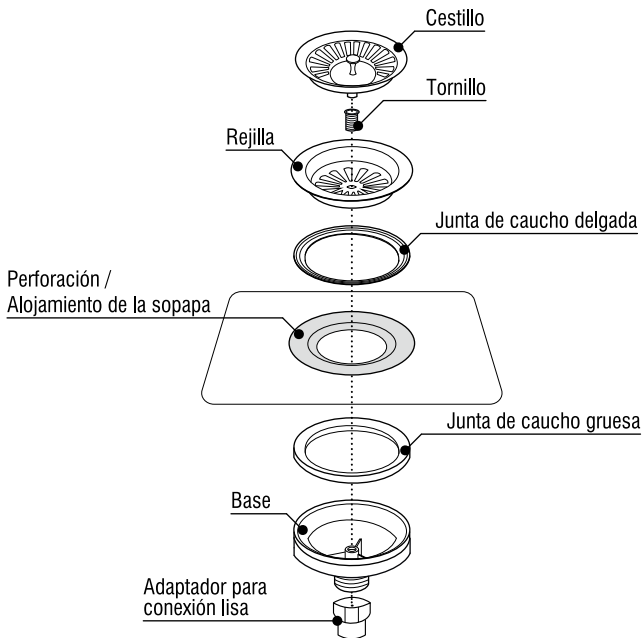 Cestillo
Tornillo
Rejilla
Junta de caucho delgada
Perforación /
Alojamiento de la sopapa
Junta de caucho gruesa
Base
Adaptador para
conexión lisa